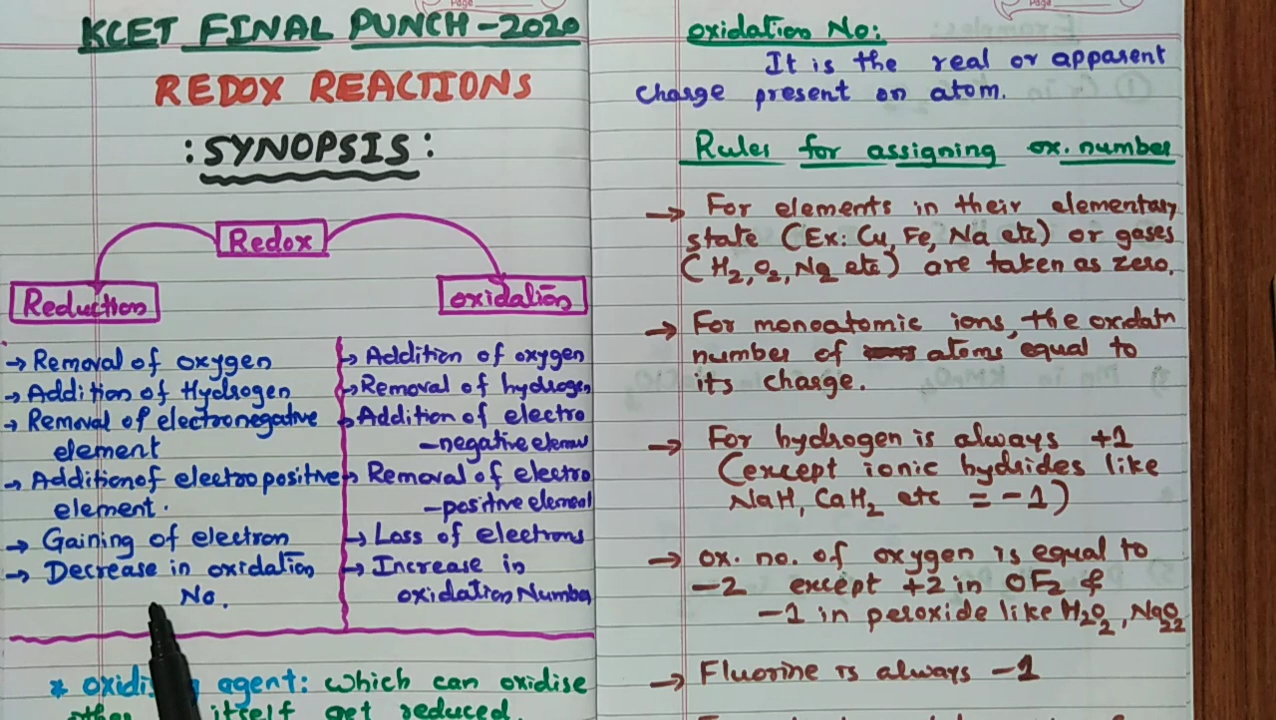 KCET FINAL PUNCH-2020
REDOX REACTIONS
:SYNOPSIS:
Redox
Reduction
oxidation
→ Removal of oxygen
→ Addition of Hydrogen
→ Removal of electronegative
element
→ Addition of electropositive
element.
→ Gaining of electron
→ Decrease in oxidation
No.
→ Addition of oxygen
→ Removal of hydrogen
→ Addition of electro
-negative
→ Removal of electro
-positive element
→ Loss of electrons
→ Increase in
oxidation Number
* agent: which can oxidise
itself get reduced.
oxidation No:
It is the real or apparent
charge present on atom.
Rules for assigning ox. number
→ For elements in their elementary
state (Ex: Cu, Fe, Na etc) or gases
(H2, O2, N2 etc) are taken as zero.
→ For monoatomic ions, the oxidatn
number of atoms equal to
its charge.
→ For hydrogen is always +1
(except ionic hydrides like
NaH, CaH2 etc = -1)
→ ox. no. of oxygen is equal to
-2 except +2 in OF2 &
-1 in peroxide like H2O2, Na2O2
→ Fluorine is always -1